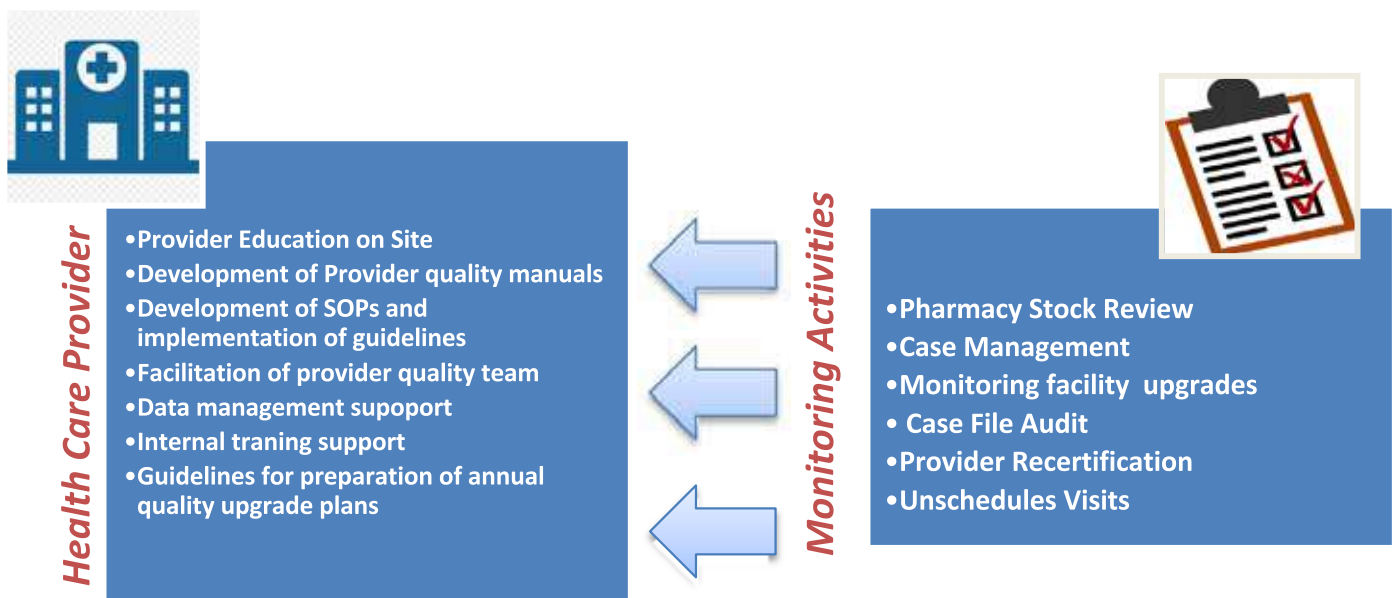 Health Care Provider
•Provider Education on Site
•Development of Provider quality manuals
•Development of SOPs and
implementation of guidelines
•Facilitation of provider quality team
•Data management supoport
•Internal traning support
•Guidelines for preparation of annual
quality upgrade plans
Monitoring Activities
•Pharmacy Stock Review
•Case Management
•Monitoring facility  upgrades
• Case File Audit
•Provider Recertification
•Unschedules Visits